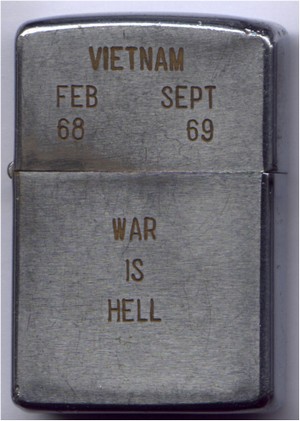 VIETNAM
FEB SEPT
68 69
WAR
IS
HELL